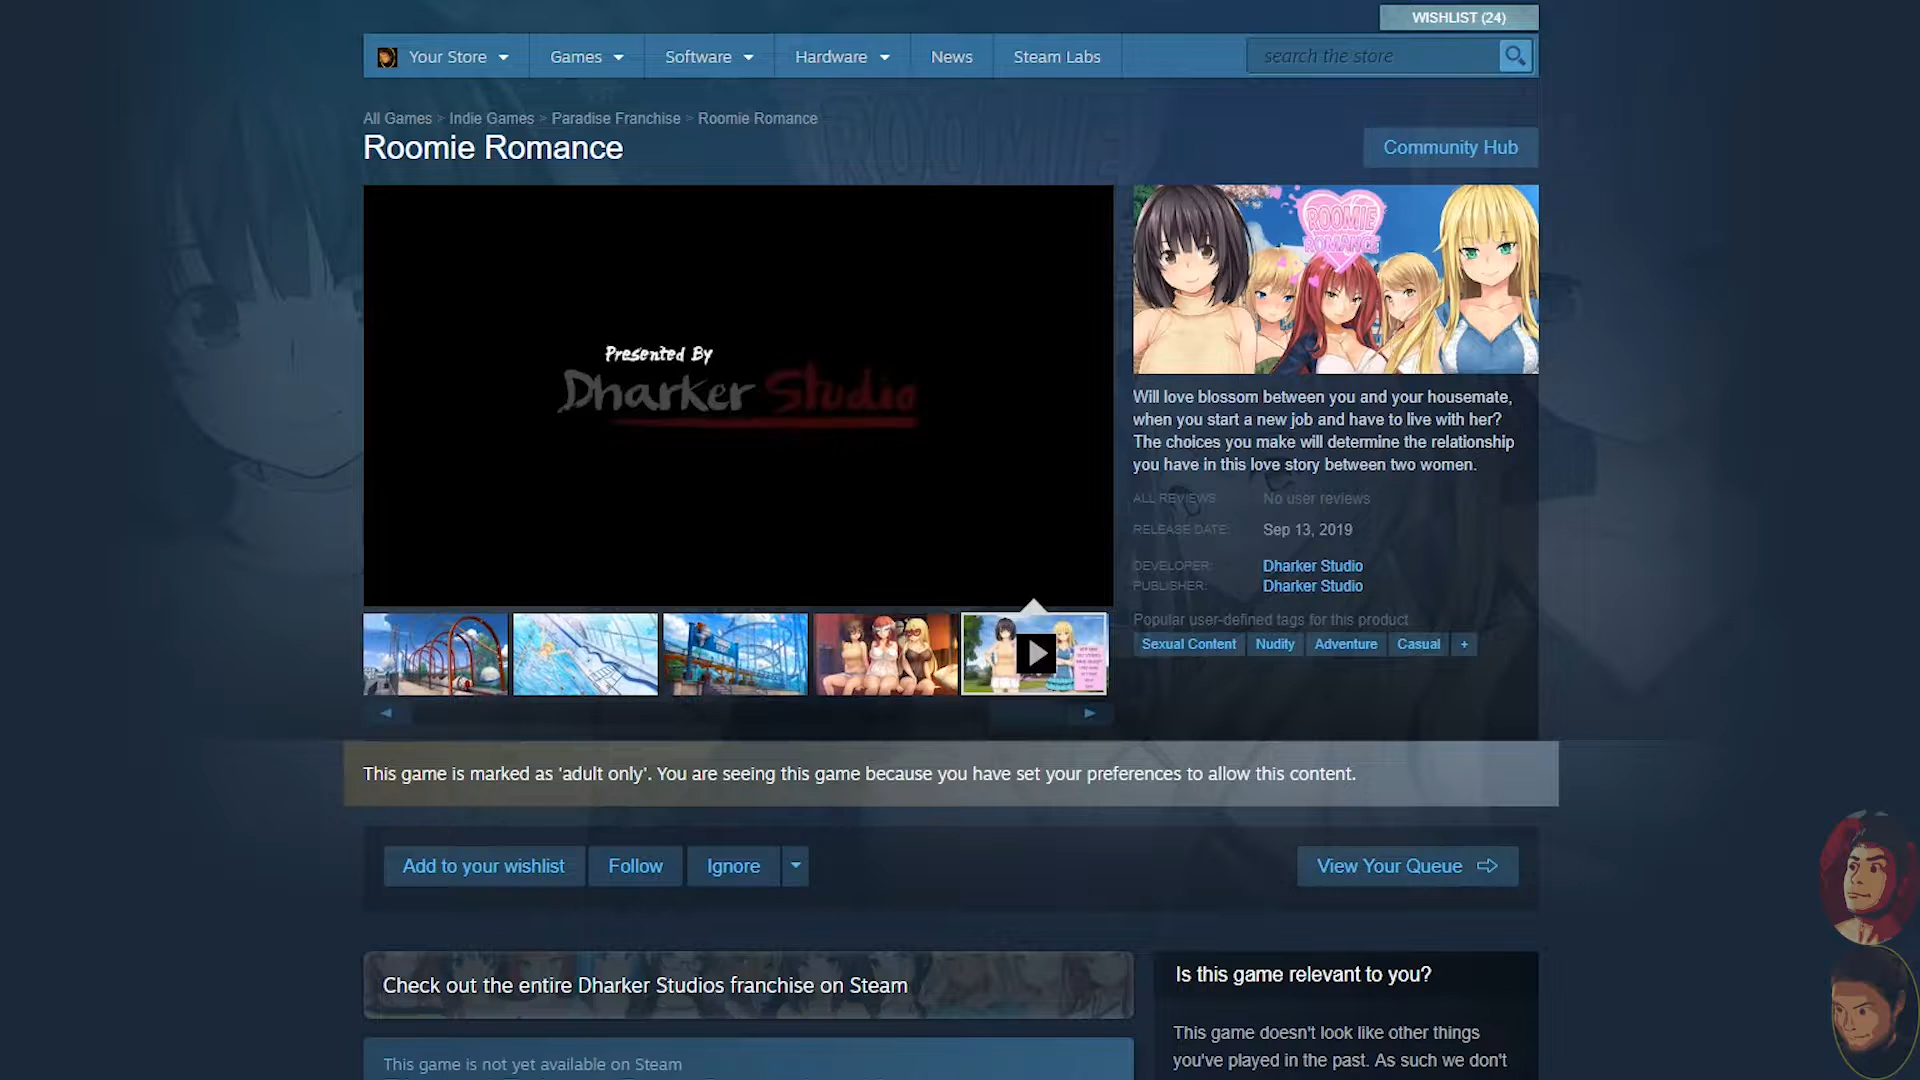 WISHLIST (24)
Your Store
Games
Software
Hardware
News
Steam Labs
search the store
All Games > Indie Games > Paradise Franchise > Roomie Romance
Roomie Romance
Community Hub
Presented By
Dharker Studio
ROOMIE
ROMANCE
Will love blossom between you and your housemate,
when you start a new job and have to live with her?
The choices you make will determine the relationship
you have in this love story between two women.
ALL REVIEWS:
No user reviews
RELEASE DATE:
Sep 13, 2019
DEVELOPER:
Dharker Studio
PUBLISHER:
Dharker Studio
Popular user-defined tags for this product
Sexual Content
Nudity
Adventure
Casual
+
This game is marked as 'adult only'. You are seeing this game because you have set your preferences to allow this content.
Add to your wishlist
Follow
Ignore
View Your Queue
Check out the entire Dharker Studios franchise on Steam
Is this game relevant to you?
This game doesn't look like other things
you've played in the past. As such we don't
This game is not yet available on Steam